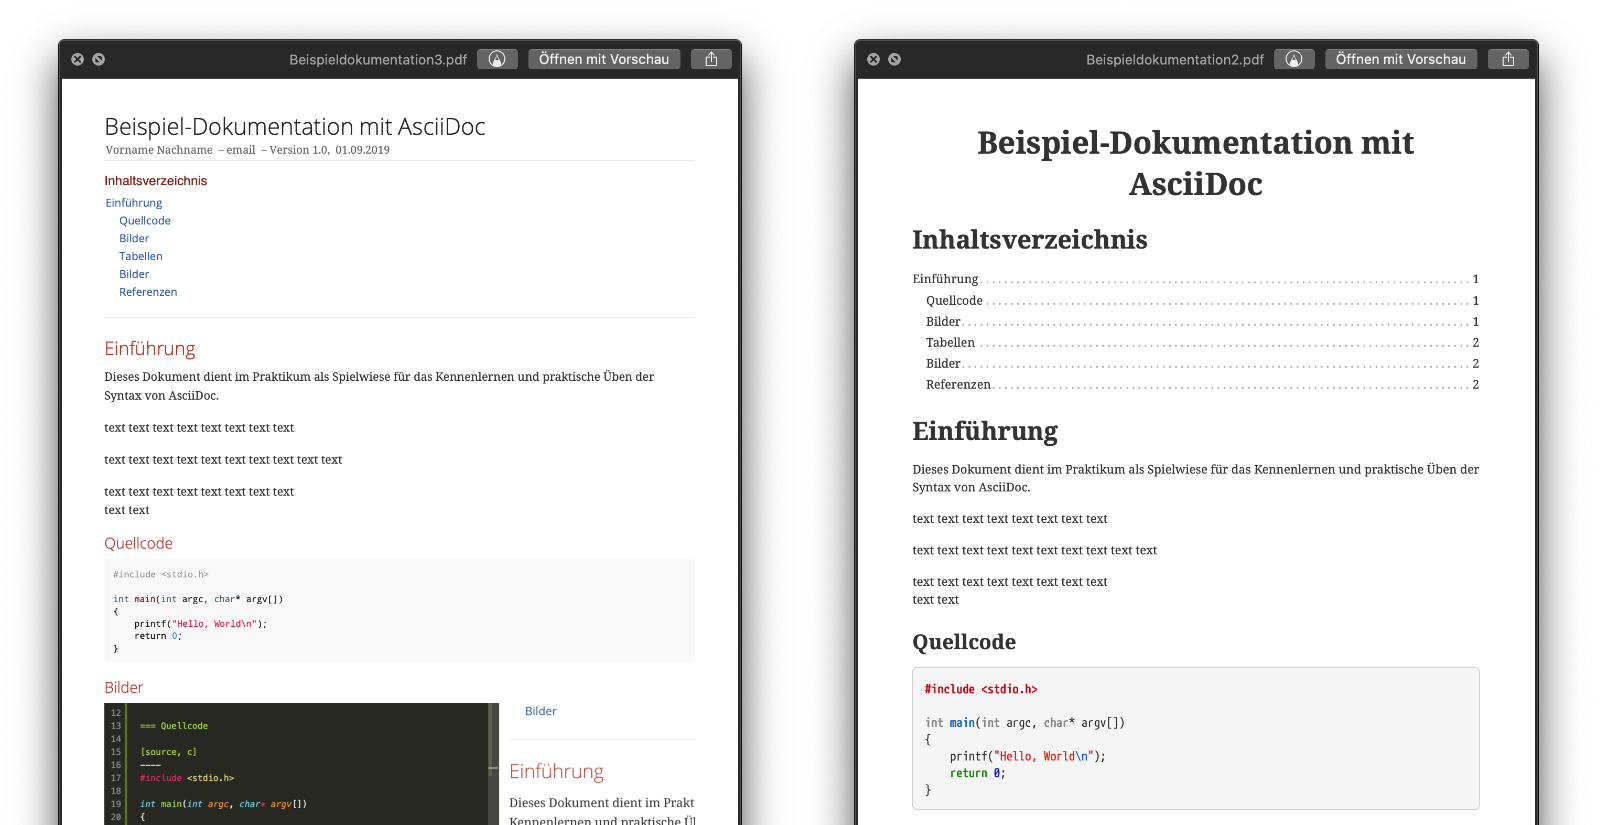 Beispieldokumentation3.pdf
Öffnen mit Vorschau
Beispiel-Dokumentation mit AsciiDoc
Vorname Nachname – email – Version 1.0, 01.09.2019
Inhaltsverzeichnis
Einführung
Quellcode
Bilder
Tabellen
Bilder
Referenzen
Einführung
Dieses Dokument dient im Praktikum als Spielwiese für das Kennenlernen und praktische Üben der
Syntax von AsciiDoc.
text text text text text text text text
text text text text text text text text text text
text text text text text text text text
text text
Quellcode
#include <stdio.h>
int main(int argc, char* argv[])
{
    printf("Hello, World\n");
    return 0;
}
Bilder
12
13 === Quellcode
14
15 [source, c]
16 ----
17 #include <stdio.h>
18
19 int main(int argc, char* argv[])
20 {
Bilder
Einführung
Dieses Dokument dient im Prakt
Kennenlernen und praktische Ül
Beispieldokumentation2.pdf
Öffnen mit Vorschau
Beispiel-Dokumentation mit
AsciiDoc
Inhaltsverzeichnis
Einführung 1
Quellcode 1
Bilder 1
Tabellen 2
Bilder 2
Referenzen 2
Einführung
Dieses Dokument dient im Praktikum als Spielwiese für das Kennenlernen und praktische Üben der
Syntax von AsciiDoc.
text text text text text text text text
text text text text text text text text text text
text text text text text text text text
text text
Quellcode
#include <stdio.h>
int main(int argc, char* argv[])
{
    printf("Hello, World\n");
    return 0;
}